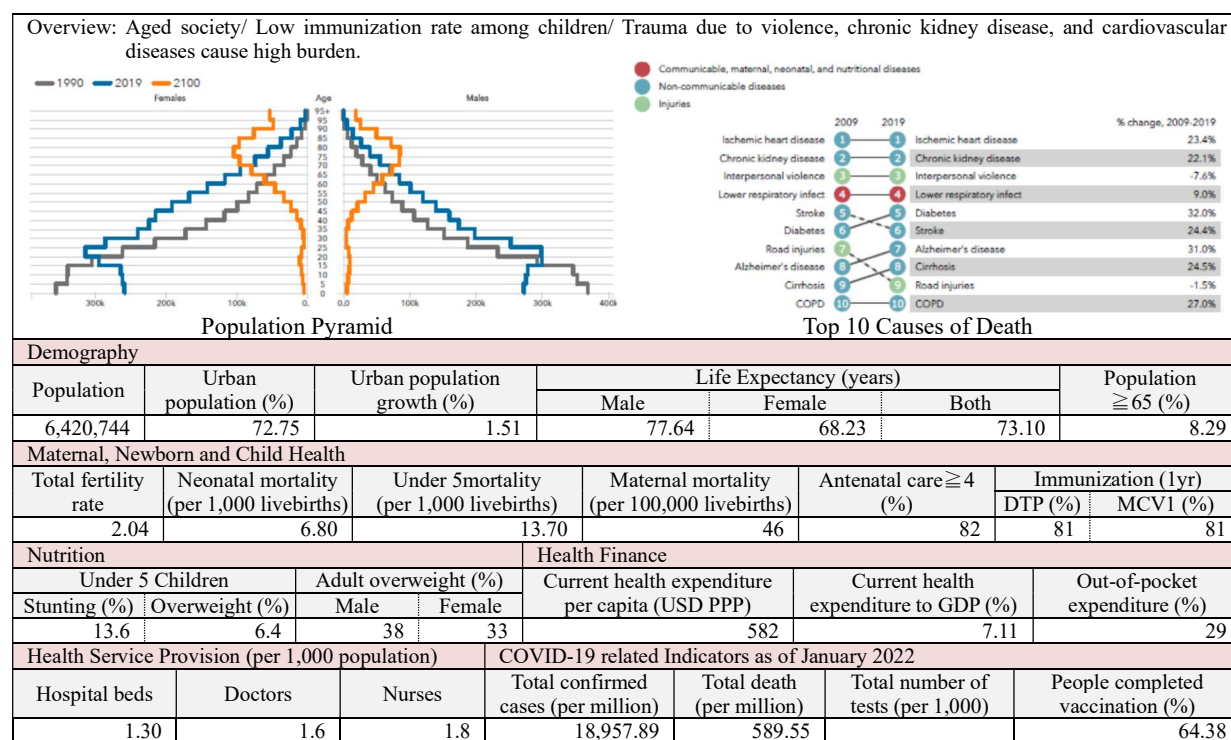 Overview: Aged society/ Low immunization rate among children/ Trauma due to violence, chronic kidney disease, and cardiovascular
diseases cause high burden.
1990 2019 2100
Females Age Males
95+
90
85
80
75
70
65
60
55
50
45
40
35
30
25
20
15
10
5
0
300k 200k 100k 0. 0.0 100k 200k 300k 400k
Population Pyramid
Communicable, maternal, neonatal, and nutritional diseases
Non-communicable diseases
Injuries
2009 2019 % change, 2009-2019
Ischemic heart disease 1 1 Ischemic heart disease 23.4%
Chronic kidney disease 2 2 Chronic kidney disease 22.1%
Interpersonal violence 3 3 Interpersonal violence -7.6%
Lower respiratory infect 4 4 Lower respiratory infect 9.0%
Stroke 5 5 Diabetes 32.0%
Diabetes 6 6 Stroke 24.4%
Road injuries 7 7 Alzheimer's disease 31.0%
Alzheimer's disease 8 8 Cirrhosis 24.5%
Cirrhosis 9 9 Road injuries -1.5%
COPD 10 10 COPD 27.0%
Top 10 Causes of Death
Demography
Population Urban Urban population Life Expectancy (years) Population
population (%) growth (%) Male Female Both ≧65 (%)
6,420,744 72.75 1.51 77.64 68.23 73.10 8.29
Maternal, Newborn and Child Health
Total fertility Neonatal mortality Under 5mortality Maternal mortality Antenatal care≧4 Immunization (1yr)
rate (per 1,000 livebirths) (per 1,000 livebirths) (per 100,000 livebirths) (%) DTP (%) MCV1 (%)
2.04 6.80 13.70 46 82 81 81
Nutrition Health Finance
Under 5 Children Adult overweight (%) Current health expenditure Current health Out-of-pocket
Stunting (%) Overweight (%) Male Female per capita (USD PPP) expenditure to GDP (%) expenditure (%)
13.6 6.4 38 33 582 7.11 29
Health Service Provision (per 1,000 population) COVID-19 related Indicators as of January 2022
Hospital beds Doctors Nurses Total confirmed Total death Total number of People completed
cases (per million) (per million) tests (per 1,000) vaccination (%)
1.30 1.6 1.8 18,957.89 589.55 64.38